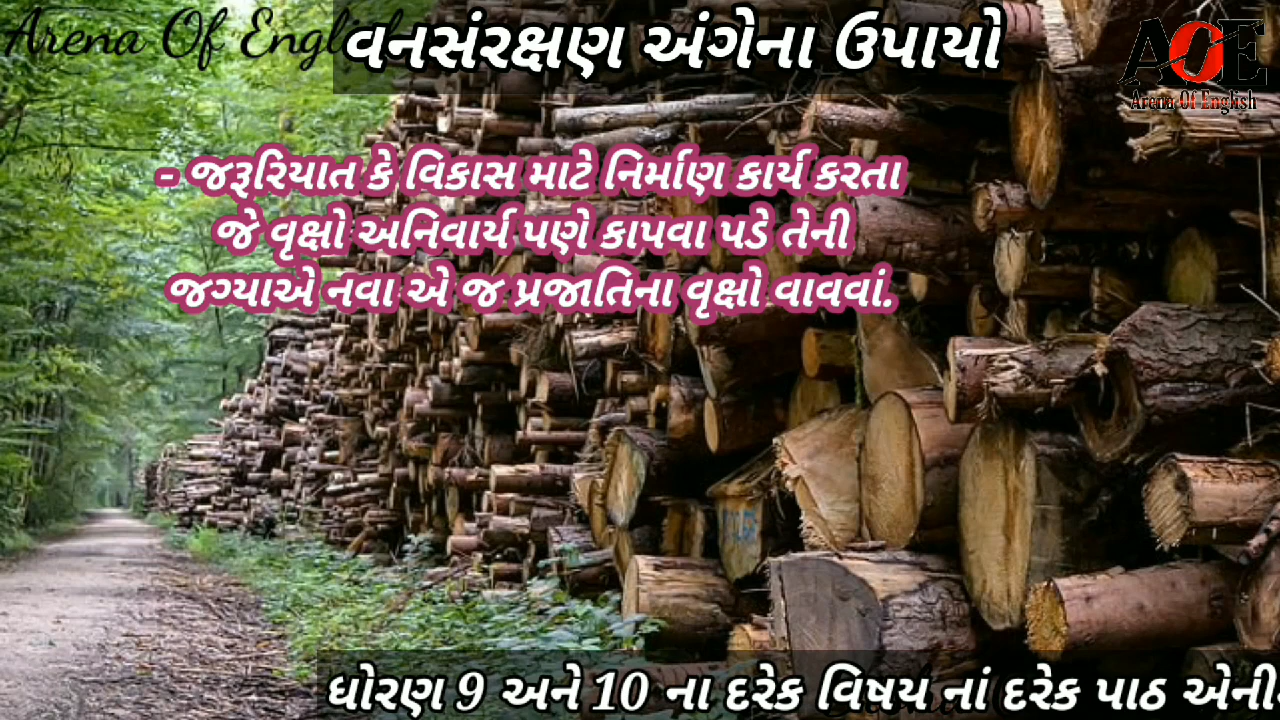 Arena Of Engl
વનસંરક્ષણ અંગેના ઉપાયો
AOE
Arena Of English
- જરૂરિયાત કે વિકાસ માટે નિર્માણ કાર્ય કરતા
જે વૃક્ષો અનિવાર્ય પણે કાપવા પડે તેની
જગ્યાએ નવા એ જ પ્રજાતિના વૃક્ષો વાવવાં.
ધોરણ 9 અને 10 ના દરેક વિષય નાં દરેક પાઠ એની